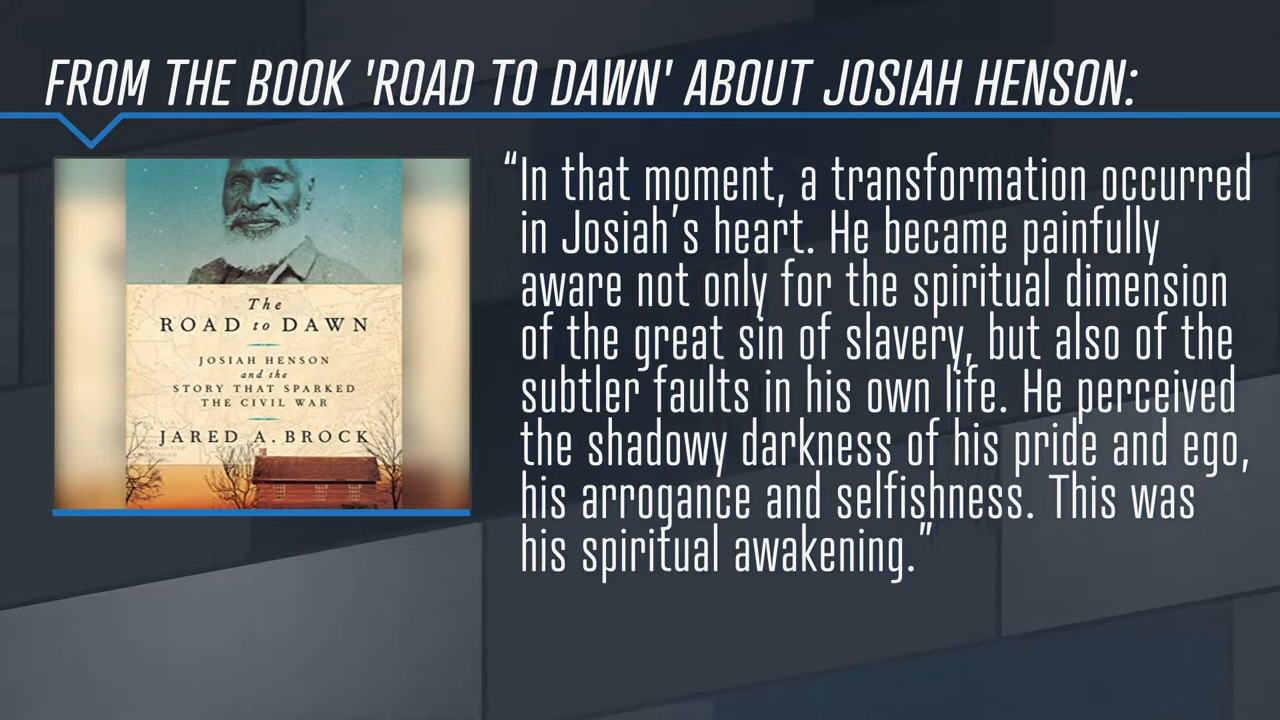 FROM THE BOOK 'ROAD TO DAWN' ABOUT JOSIAH HENSON:
The
ROAD to DAWN
JOSIAH HENSON
and the
STORY THAT SPARKED
THE CIVIL WAR
JARED A. BROCK
“In that moment, a transformation occurred
in Josiah's heart. He became painfully
aware not only for the spiritual dimension
of the great sin of slavery, but also of the
subtler faults in his own life. He perceived
the shadowy darkness of his pride and ego,
his arrogance and selfishness. This was
his spiritual awakening.”